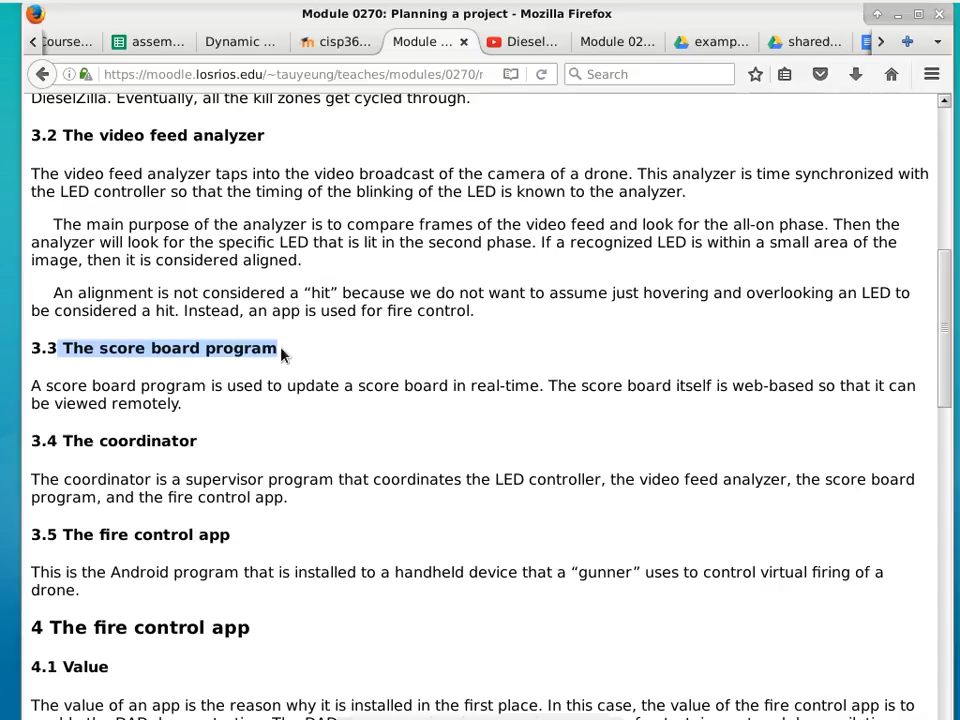 Module 0270: Planning a project - Mozilla Firefox
Course...
assem...
Dynamic ...
cisp36...
Module ...
Diesel...
Module 02...
examp...
shared...
https://moodle.losrios.edu/~tauyeung/teaches/modules/0270/r
Search
DieselZilla. Eventually, all the kill zones get cycled through.
3.2 The video feed analyzer
The video feed analyzer taps into the video broadcast of the camera of a drone. This analyzer is time synchronized with
the LED controller so that the timing of the blinking of the LED is known to the analyzer.
The main purpose of the analyzer is to compare frames of the video feed and look for the all-on phase. Then the
analyzer will look for the specific LED that is lit in the second phase. If a recognized LED is within a small area of the
image, then it is considered aligned.
An alignment is not considered a “hit” because we do not want to assume just hovering and overlooking an LED to
be considered a hit. Instead, an app is used for fire control.
3.3 The score board program
A score board program is used to update a score board in real-time. The score board itself is web-based so that it can
be viewed remotely.
3.4 The coordinator
The coordinator is a supervisor program that coordinates the LED controller, the video feed analyzer, the score board
program, and the fire control app.
3.5 The fire control app
This is the Android program that is installed to a handheld device that a “gunner” uses to control virtual firing of a
drone.
4 The fire control app
4.1 Value
The value of an app is the reason why it is installed in the first place. In this case, the value of the fire control app is to